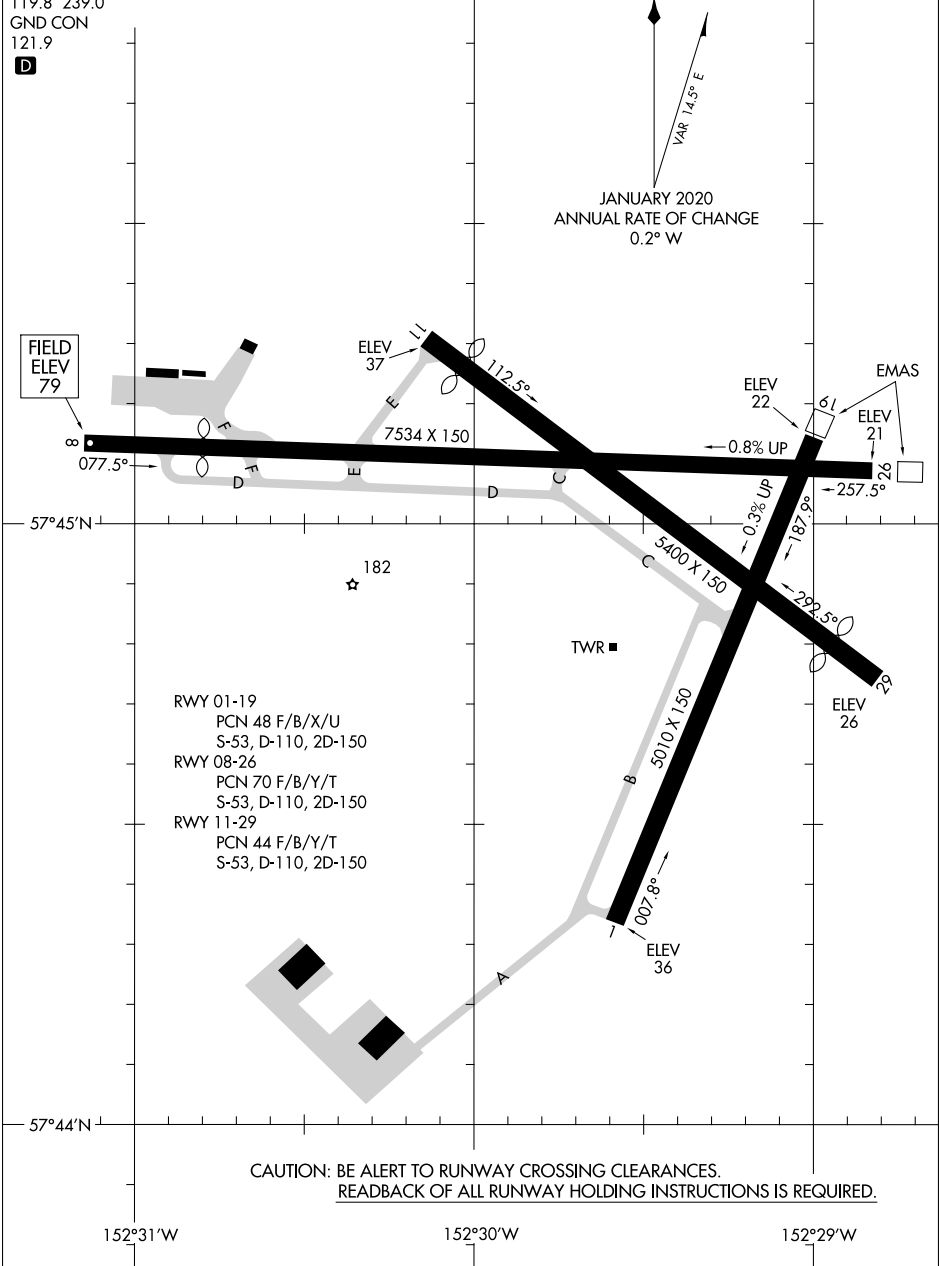 119.8 239.0
GND CON
121.9
D
VAR 14.5° E
JANUARY 2020
ANNUAL RATE OF CHANGE
0.2° W
FIELD
ELEV
79
ELEV
37
11
112.5°
ELEV
22
19
EMAS
ELEV
21
8
077.5°
7534 X 150
0.8% UP
26
257.5°
F
F
E
E
D
D
C
C
0.3% UP
187.9°
57°45'N
5400 X 150
292.5°
182
TWR
29
ELEV
26
RWY 01-19
PCN 48 F/B/X/U
S-53, D-110, 2D-150
RWY 08-26
PCN 70 F/B/Y/T
S-53, D-110, 2D-150
RWY 11-29
PCN 44 F/B/Y/T
S-53, D-110, 2D-150
5010 X 150
B
007.8°
1
ELEV
36
A
57°44'N
CAUTION: BE ALERT TO RUNWAY CROSSING CLEARANCES.
READBACK OF ALL RUNWAY HOLDING INSTRUCTIONS IS REQUIRED.
152°31'W
152°30'W
152°29'W